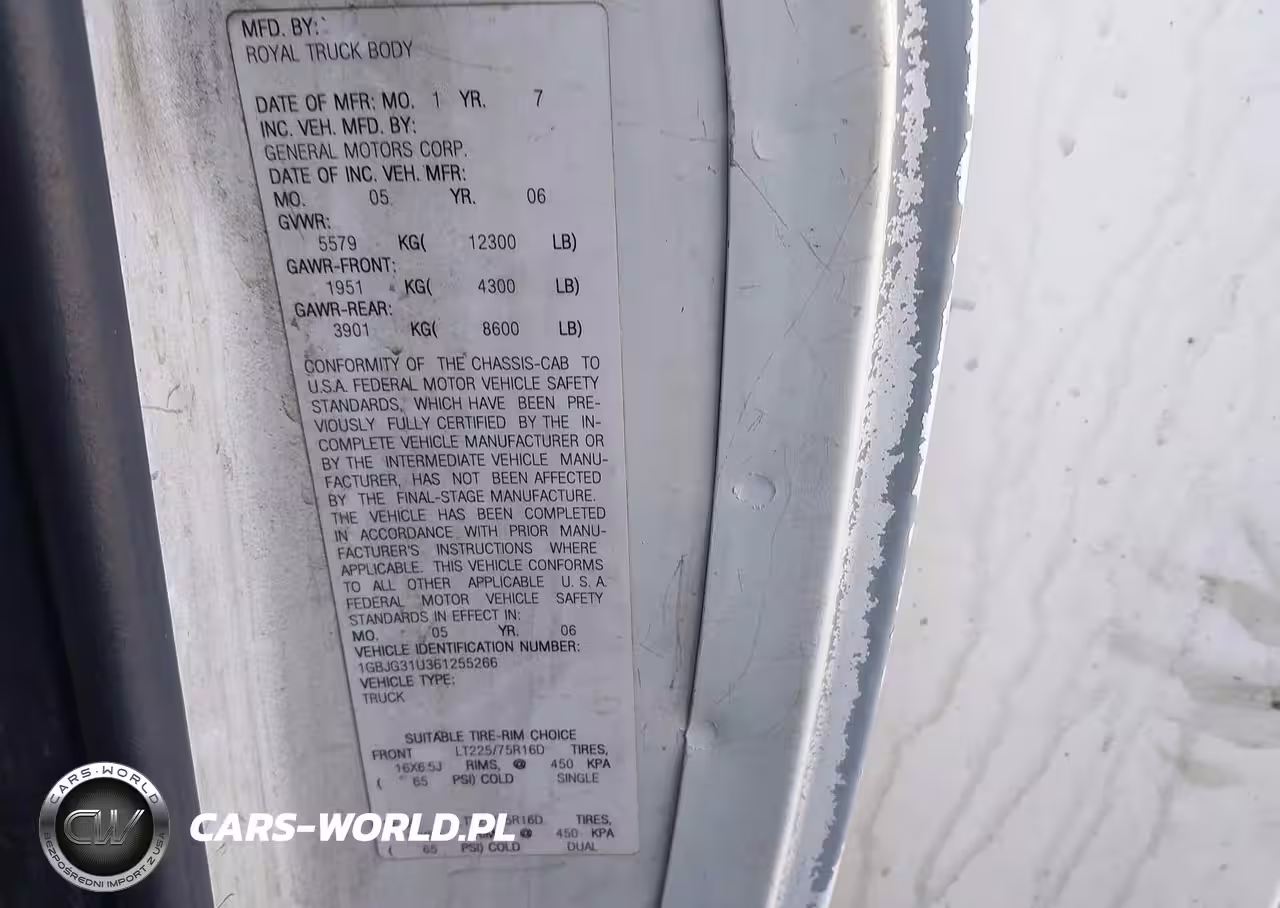 MFD. BY:
ROYAL TRUCK BODY
DATE OF MFR: MO. 1 YR. 7
INC. VEH. MFD. BY:
GENERAL MOTORS CORP.
DATE OF INC. VEH. MFR:
MO. 05 YR. 06
GVWR:
5579 KG( 12300 LB)
GAWR-FRONT:
1951 KG( 4300 LB)
GAWR-REAR:
3901 KG( 8600 LB)
CONFORMITY OF THE CHASSIS-CAB TO
U.S.A. FEDERAL MOTOR VEHICLE SAFETY
STANDARDS, WHICH HAVE BEEN PRE-
VIOUSLY FULLY CERTIFIED BY THE IN-
COMPLETE VEHICLE MANUFACTURER OR
BY THE INTERMEDIATE VEHICLE MANU-
FACTURER, HAS NOT BEEN AFFECTED
BY THE FINAL-STAGE MANUFACTURE.
THE VEHICLE HAS BEEN COMPLETED
IN ACCORDANCE WITH PRIOR MANU-
FACTURER'S INSTRUCTIONS WHERE
APPLICABLE. THIS VEHICLE CONFORMS
TO ALL OTHER APPLICABLE U.S.A.
FEDERAL MOTOR VEHICLE SAFETY
STANDARDS IN EFFECT IN:
MO. 05 YR. 06
VEHICLE IDENTIFICATION NUMBER:
1GBJG31U361255266
VEHICLE TYPE:
TRUCK
SUITABLE TIRE-RIM CHOICE
FRONT LT225/75R16D TIRES,
16X6.5J RIMS, @ 450 KPA
( 65 PSI) COLD SINGLE
TIRES,
@ 450 KPA
( 65 PSI) COLD DUAL
CARS-WORLD
CW
BEZPOŚREDNI IMPORT Z USA
CARS-WORLD.PL